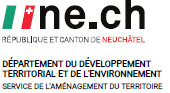 ne.ch
RÉPUBLIQUE ET CANTON DE NEUCHÂTEL
DÉPARTEMENT DU DÉVELOPPEMENT
TERRITORIAL ET DE L'ENVIRONNEMENT
SERVICE DE L'AMÉNAGEMENT DU TERRITOIRE